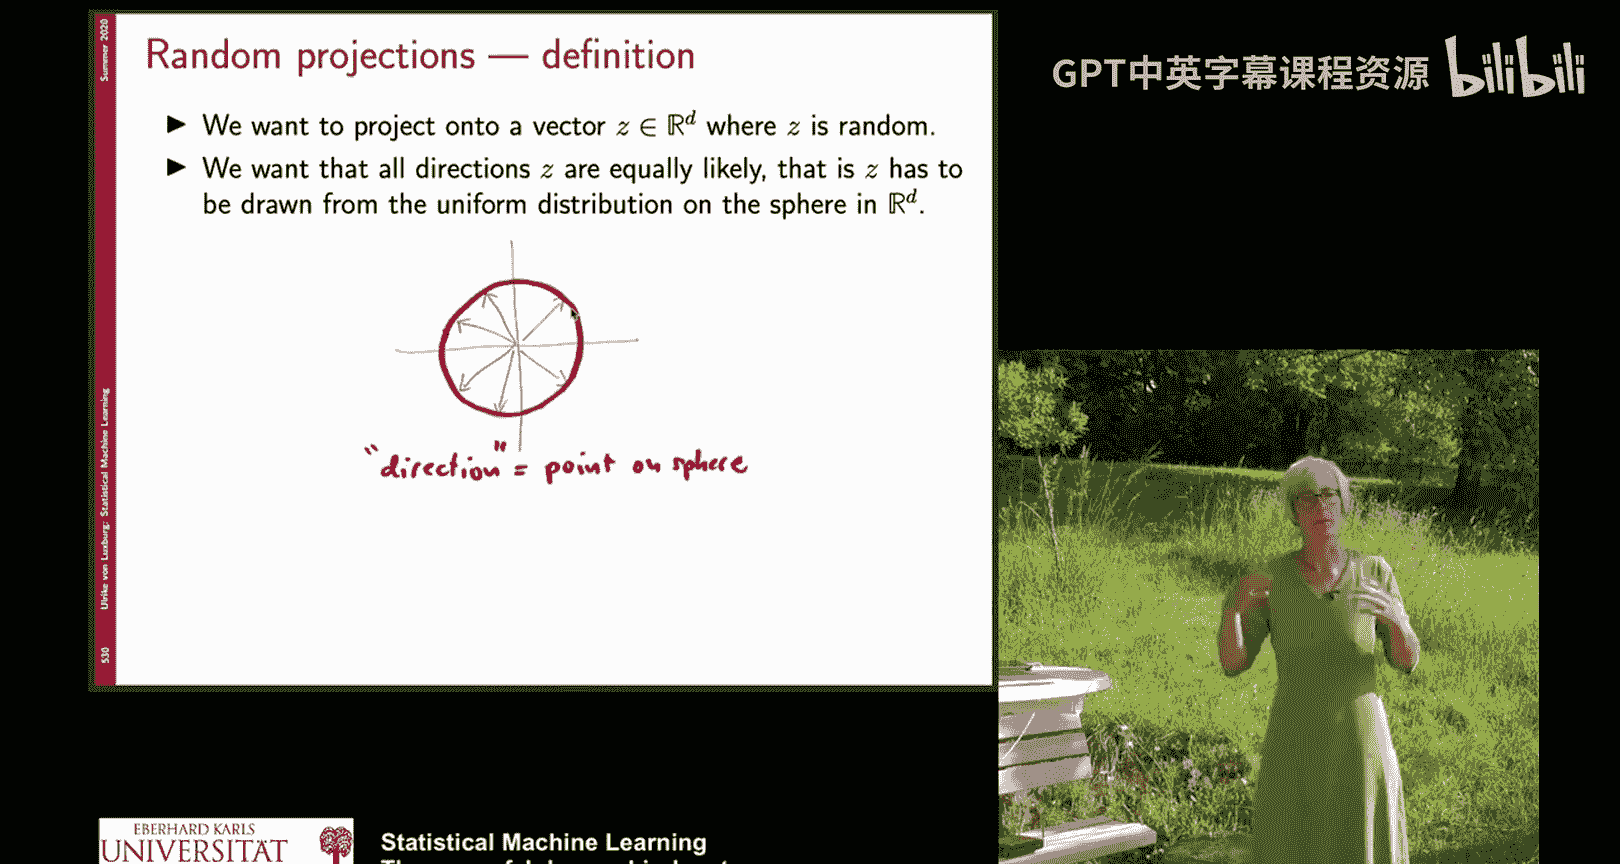 Random projections — definition
▶ We want to project onto a vector z ∈ ℝᵈ where z is random.
▶ We want that all directions z are equally likely, that is z has to
be drawn from the uniform distribution on the sphere in ℝᵈ.
"direction" = point on sphere
Summer 2020
Ulrike von Luxburg: Statistical Machine Learning
530
GPT中英字幕课程资源
bilibili
EBERHARD KARLS
UNIVERSITÄT
Statistical Machine Learning